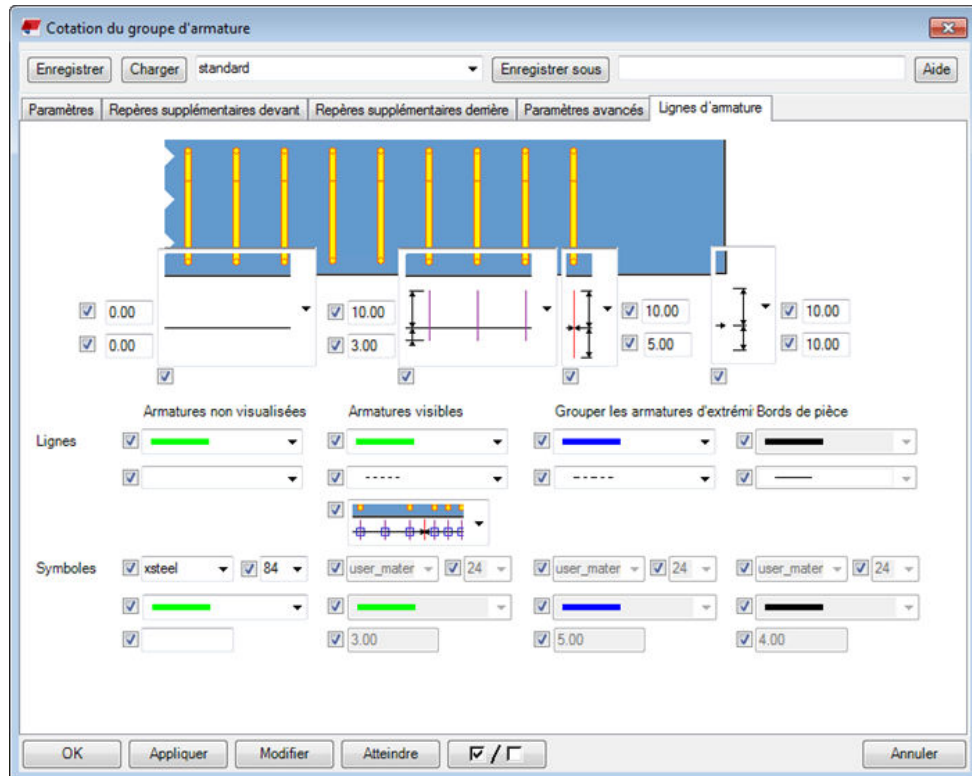 Cotation du groupe d'armature
Enregistrer Charger standard Enregistrer sous Aide
Paramètres Repères supplémentaires devant Repères supplémentaires derrière Paramètres avancés Lignes d'armature
0.00 10.00 10.00 10.00
0.00 3.00 5.00 10.00
Armatures non visualisées Armatures visibles Grouper les armatures d'extrémi Bords de pièce
Lignes
Symboles xsteel 84 user_mater 24 user_mater 24 user_mater 24
3.00 5.00 4.00
OK Appliquer Modifier Atteindre / Annuler